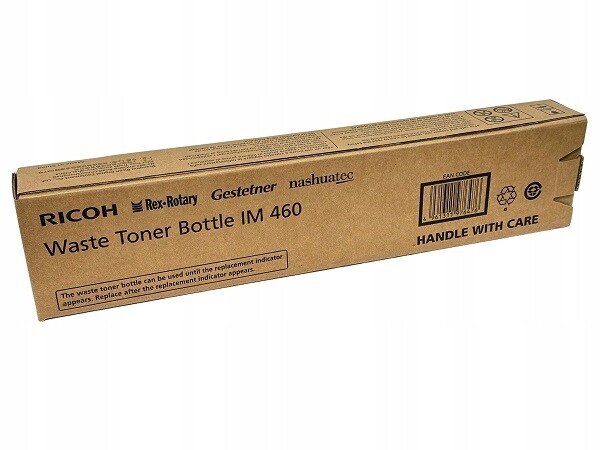 RICOH Rex-Rotary Gestetner nashuatec
Waste Toner Bottle IM 460
The waste toner bottle can be used until the replacement indicator
appears. Replace after the replacement indicator appears.
EAN CODE
HANDLE WITH CARE